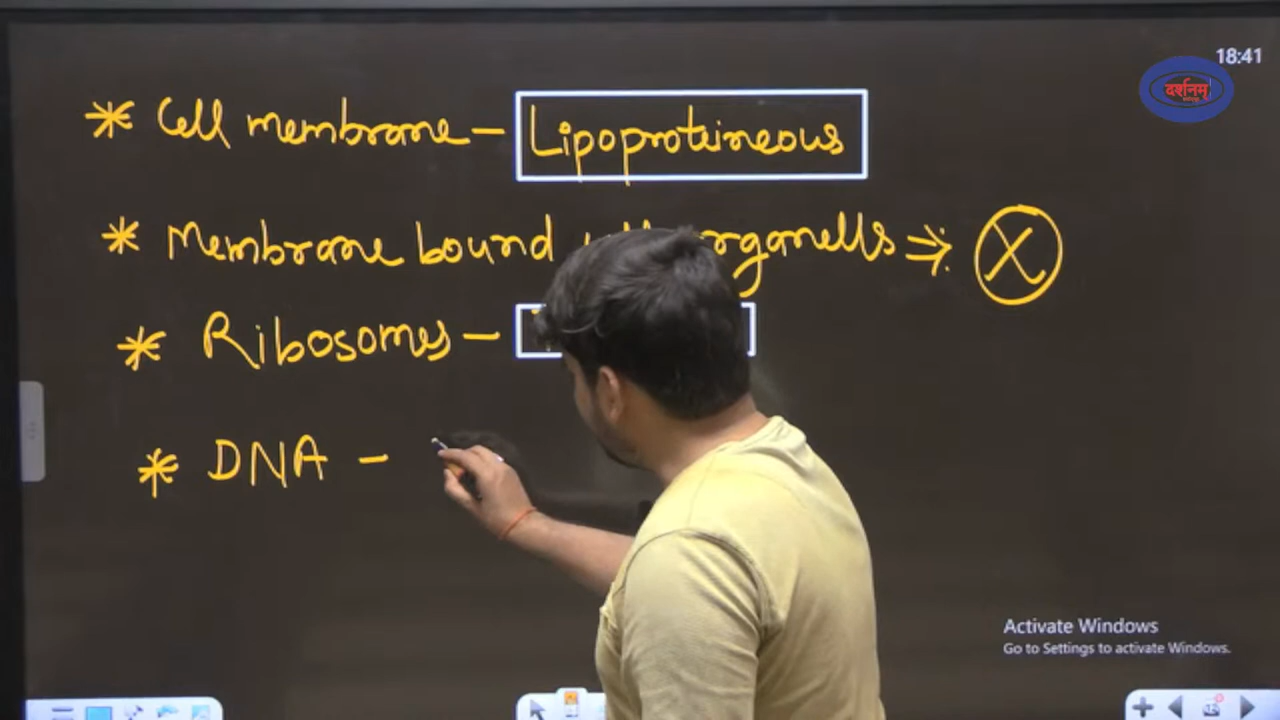 18:41
दर्शनम्
* Cell membrane - Lipoproteineous
* Membrane bound organells ⇒ X
* Ribosomes -
* DNA -
Activate Windows
Go to Settings to activate Windows.